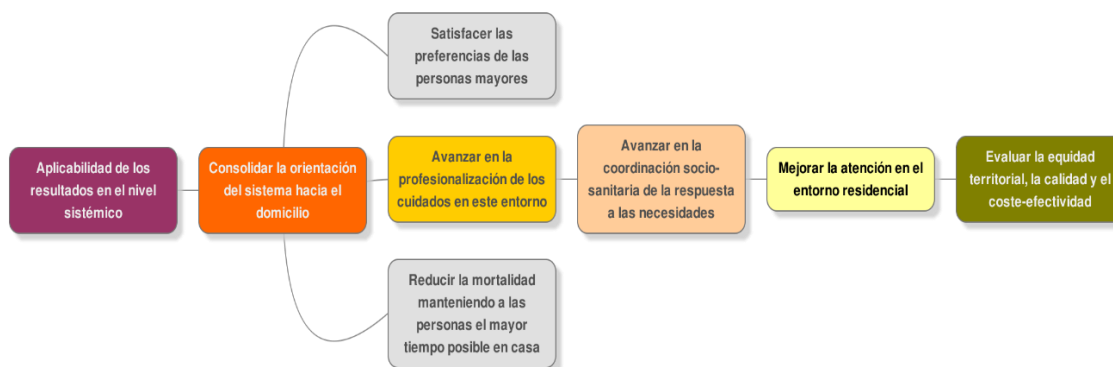 Satisfacer las
preferencias de las
personas mayores
Aplicabilidad de los
resultados en el nivel
sistémico
Consolidar la orientación
del sistema hacia el
domicilio
Avanzar en la
profesionalización de los
cuidados en este entorno
Avanzar en la
coordinación socio-
sanitaria de la respuesta
a las necesidades
Mejorar la atención en el
entorno residencial
Evaluar la equidad
territorial, la calidad y el
coste-efectividad
Reducir la mortalidad
manteniendo a las
personas el mayor
tiempo posible en casa